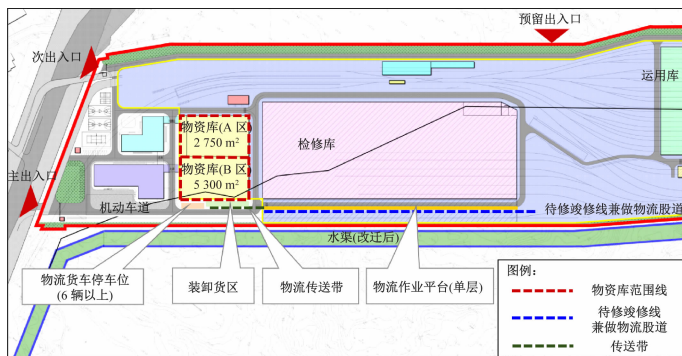 预留出入口
次出入口
运用库
物资库(A 区)
2 750 m²
检修库
物资库(B 区)
5 300 m²
主出入口
机动车道
待修竣修线兼做物流股道
水渠(改迁后)
物流货车停车位
(6 辆以上)
装卸货区
物流传送带
物流作业平台(单层)
图例：
物资库范围线
待修竣修线
兼做物流股道
传送带